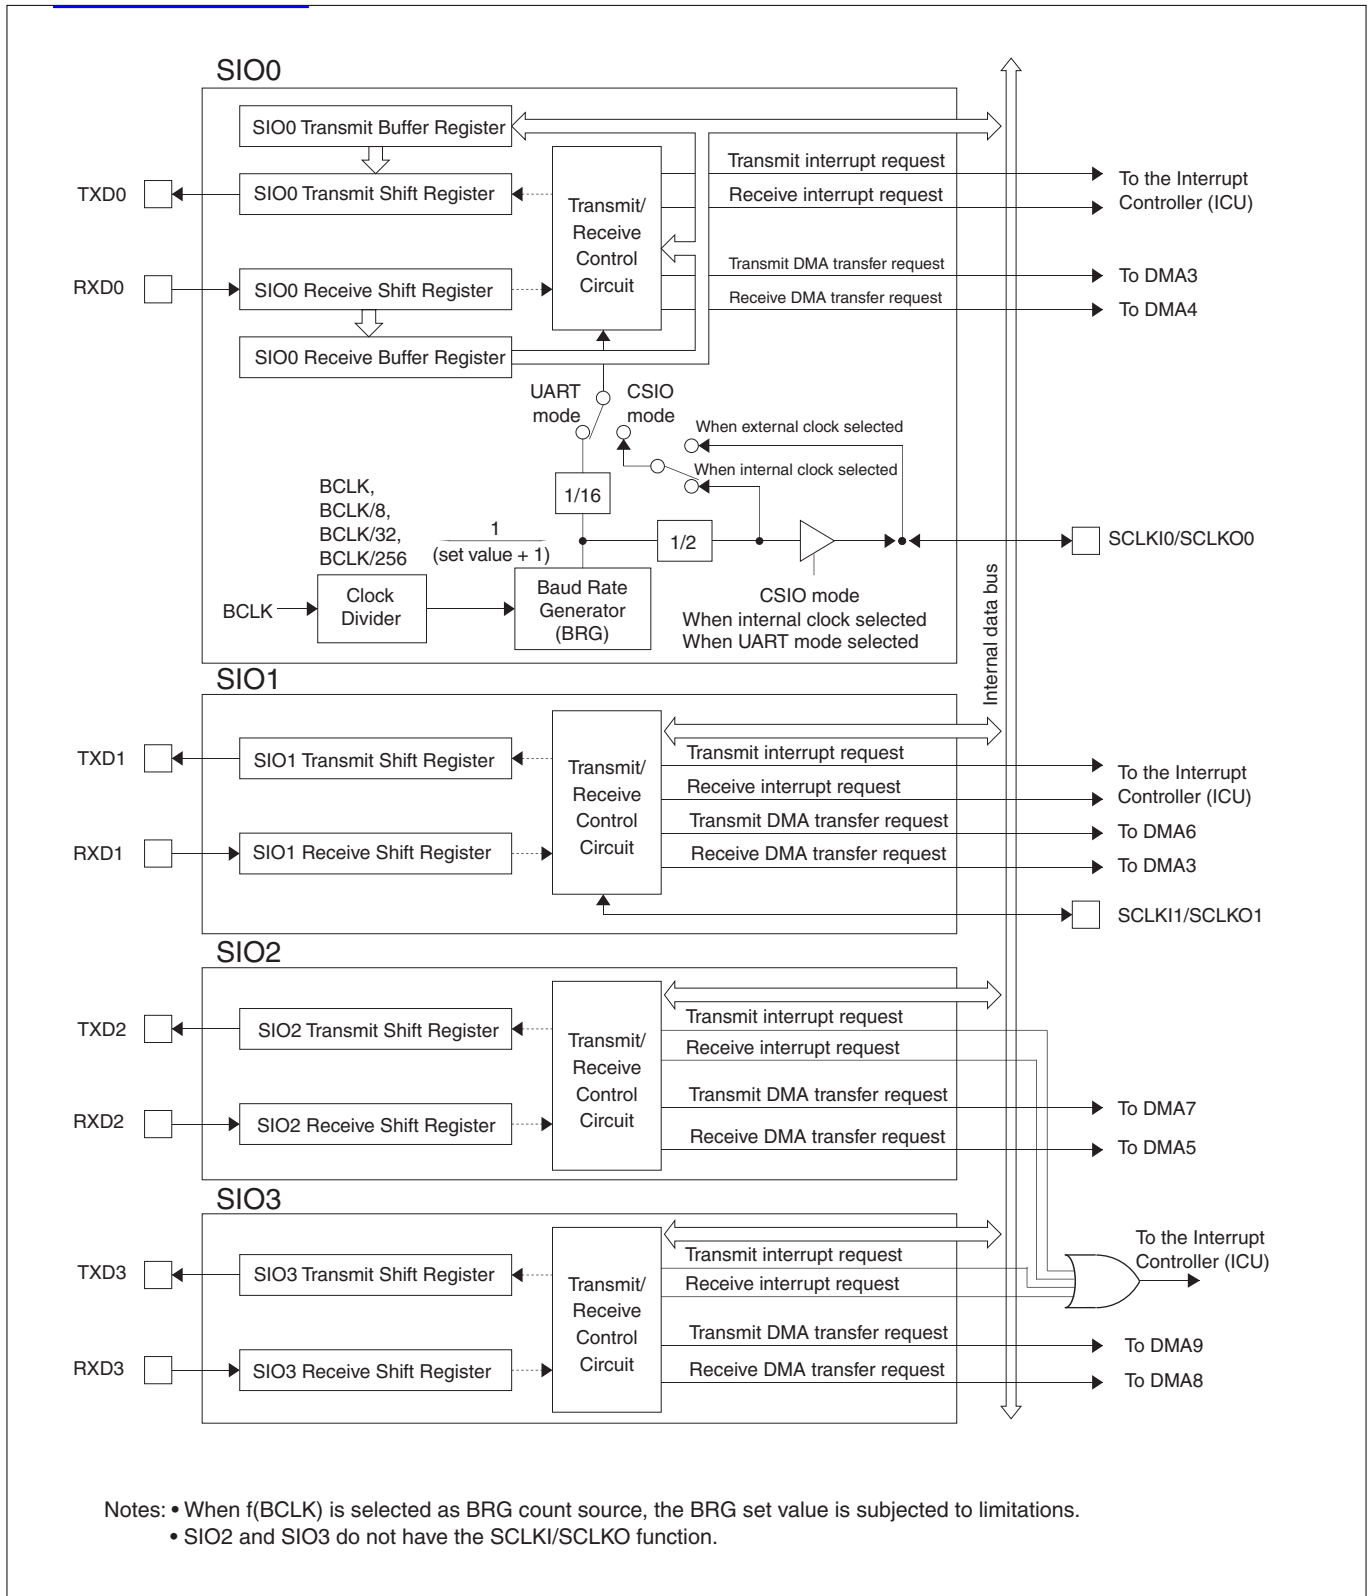 SIO0
SIO0 Transmit Buffer Register
TXD0
SIO0 Transmit Shift Register
RXD0
SIO0 Receive Shift Register
SIO0 Receive Buffer Register
Transmit/
Receive
Control
Circuit
Transmit interrupt request
Receive interrupt request
To the Interrupt
Controller (ICU)
Transmit DMA transfer request
To DMA3
Receive DMA transfer request
To DMA4
UART
mode
CSIO
mode
When external clock selected
When internal clock selected
1/16
BCLK,
BCLK/8,
BCLK/32,
BCLK/256
1
(set value + 1)
1/2
SCLKI0/SCLKO0
BCLK
Clock
Divider
Baud Rate
Generator
(BRG)
CSIO mode
When internal clock selected
When UART mode selected
Internal data bus
SIO1
TXD1
SIO1 Transmit Shift Register
RXD1
SIO1 Receive Shift Register
Transmit/
Receive
Control
Circuit
Transmit interrupt request
Receive interrupt request
To the Interrupt
Controller (ICU)
Transmit DMA transfer request
To DMA6
Receive DMA transfer request
To DMA3
SCLKI1/SCLKO1
SIO2
TXD2
SIO2 Transmit Shift Register
RXD2
SIO2 Receive Shift Register
Transmit/
Receive
Control
Circuit
Transmit interrupt request
Receive interrupt request
Transmit DMA transfer request
To DMA7
Receive DMA transfer request
To DMA5
SIO3
TXD3
SIO3 Transmit Shift Register
RXD3
SIO3 Receive Shift Register
Transmit/
Receive
Control
Circuit
Transmit interrupt request
Receive interrupt request
To the Interrupt
Controller (ICU)
Transmit DMA transfer request
To DMA9
Receive DMA transfer request
To DMA8
Notes: • When f(BCLK) is selected as BRG count source, the BRG set value is subjected to limitations.
• SIO2 and SIO3 do not have the SCLKI/SCLKO function.